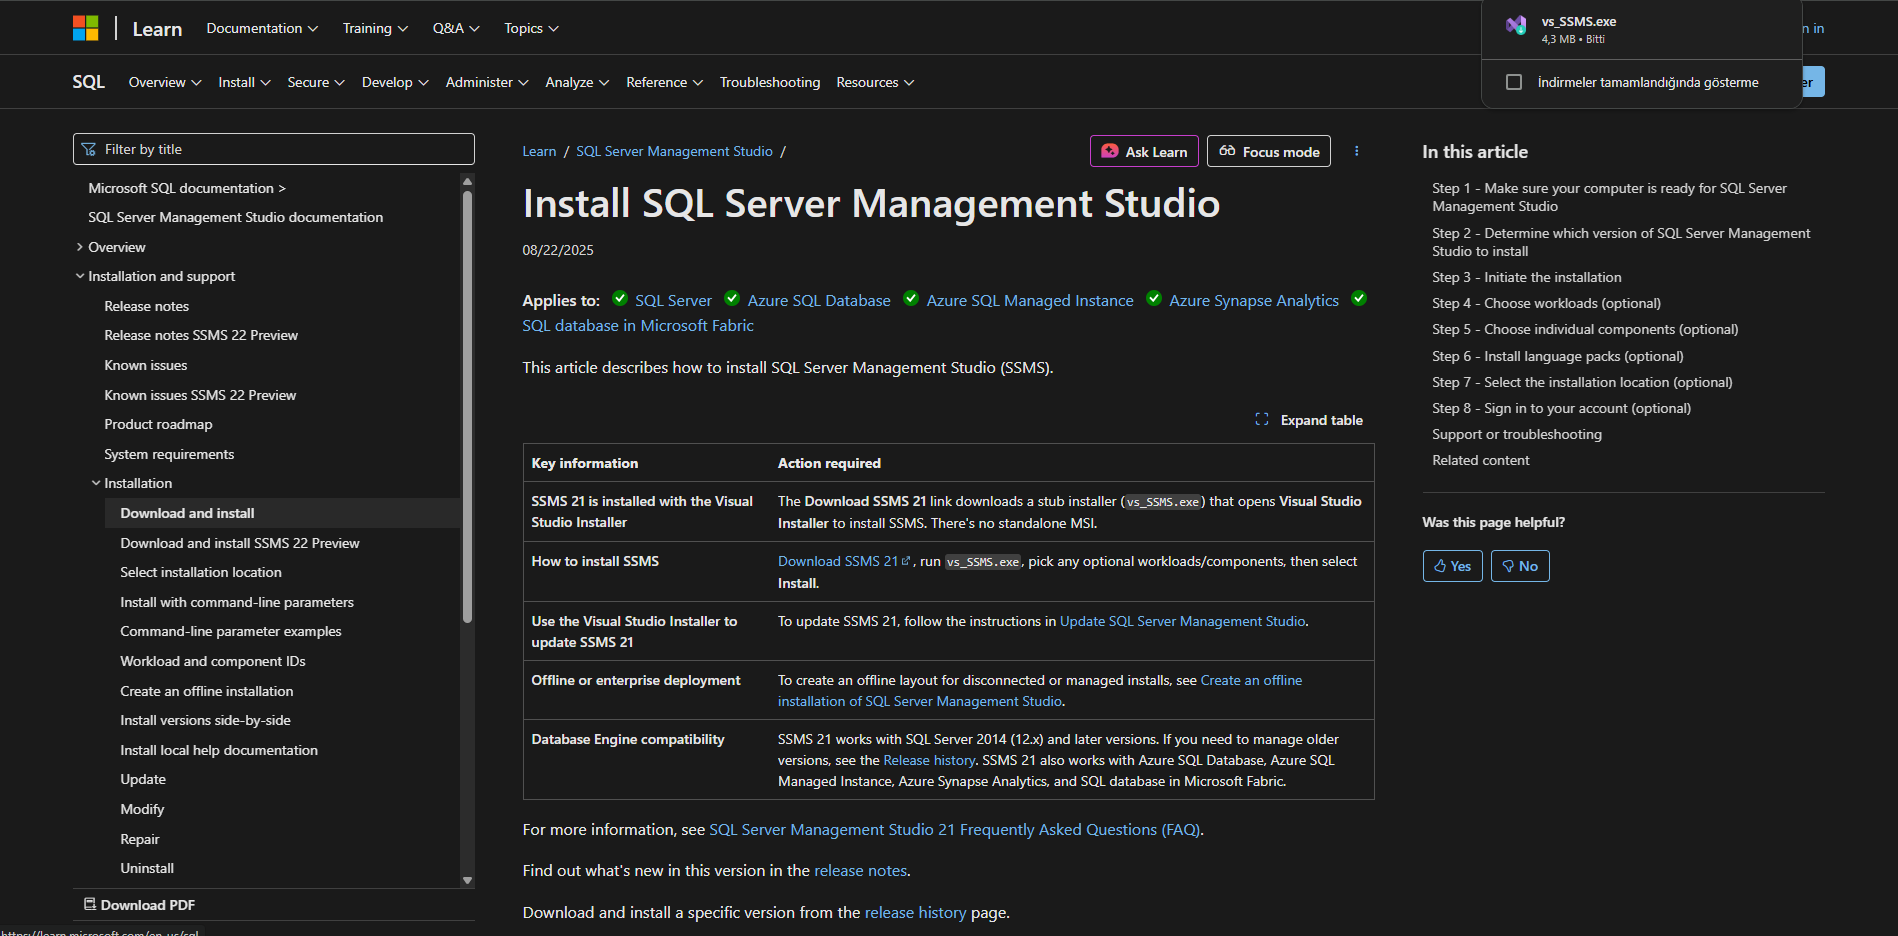 Learn
Documentation
Training
Q&A
Topics
vs_SSMS.exe
4,3 MB • Bitti
n in
SQL
Overview
Install
Secure
Develop
Administer
Analyze
Reference
Troubleshooting
Resources
İndirmeler tamamlandığında gösterme
er
Filter by title
Microsoft SQL documentation >
SQL Server Management Studio documentation
Overview
Installation and support
Release notes
Release notes SSMS 22 Preview
Known issues
Known issues SSMS 22 Preview
Product roadmap
System requirements
Installation
Download and install
Download and install SSMS 22 Preview
Select installation location
Install with command-line parameters
Command-line parameter examples
Workload and component IDs
Create an offline installation
Install versions side-by-side
Install local help documentation
Update
Modify
Repair
Uninstall
Download PDF
Learn / SQL Server Management Studio /
Ask Learn
Focus mode
Install SQL Server Management Studio
08/22/2025
Applies to: SQL Server Azure SQL Database Azure SQL Managed Instance Azure Synapse Analytics
SQL database in Microsoft Fabric
This article describes how to install SQL Server Management Studio (SSMS).
Expand table
Key information
Action required
SSMS 21 is installed with the Visual
Studio Installer
The Download SSMS 21 link downloads a stub installer (vs_SSMS.exe) that opens Visual Studio
Installer to install SSMS. There's no standalone MSI.
How to install SSMS
Download SSMS 21, run vs_SSMS.exe, pick any optional workloads/components, then select
Install.
Use the Visual Studio Installer to
update SSMS 21
To update SSMS 21, follow the instructions in Update SQL Server Management Studio.
Offline or enterprise deployment
To create an offline layout for disconnected or managed installs, see Create an offline
installation of SQL Server Management Studio.
Database Engine compatibility
SSMS 21 works with SQL Server 2014 (12.x) and later versions. If you need to manage older
versions, see the Release history. SSMS 21 also works with Azure SQL Database, Azure SQL
Managed Instance, Azure Synapse Analytics, and SQL database in Microsoft Fabric.
For more information, see SQL Server Management Studio 21 Frequently Asked Questions (FAQ).
Find out what's new in this version in the release notes.
Download and install a specific version from the release history page.
In this article
Step 1 - Make sure your computer is ready for SQL Server
Management Studio
Step 2 - Determine which version of SQL Server Management
Studio to install
Step 3 - Initiate the installation
Step 4 - Choose workloads (optional)
Step 5 - Choose individual components (optional)
Step 6 - Install language packs (optional)
Step 7 - Select the installation location (optional)
Step 8 - Sign in to your account (optional)
Support or troubleshooting
Related content
Was this page helpful?
Yes
No
https://learn.microsoft.com/en-us/sql